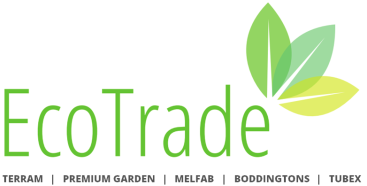 EcoTrade
TERRAM | PREMIUM GARDEN | MELFAB | BODDINGTONS | TUBEX